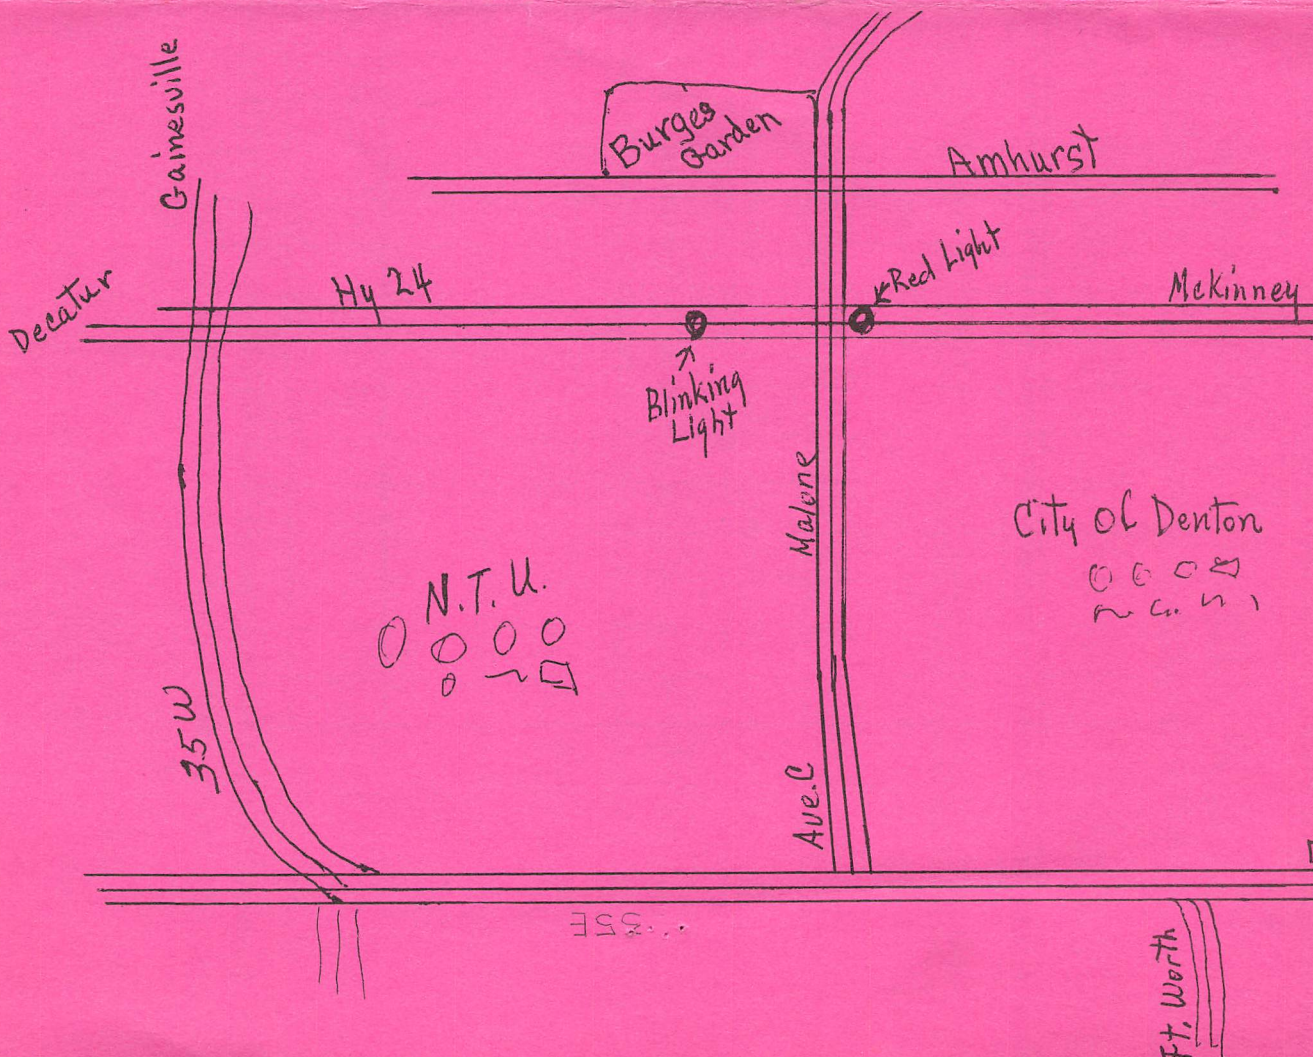 Gainesville
Burges
Garden
Amhurst
Decatur
Hy 24
Red Light
McKinney
Blinking
Light
Malone
City of Denton
N.T.U.
35W
Ave.C
35E
Ft. Worth